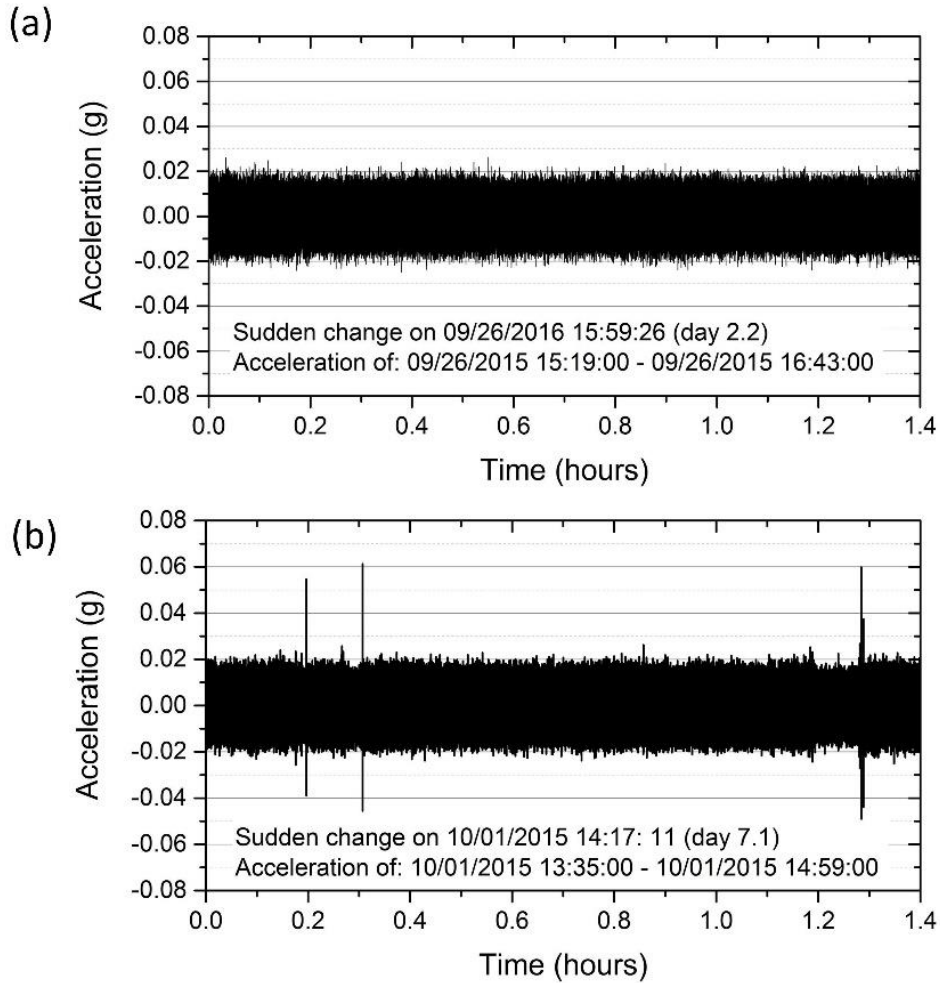 (a)
Acceleration (g)
0.08
0.06
0.04
0.02
0.00
-0.02
-0.04
-0.06
-0.08
Sudden change on 09/26/2016 15:59:26 (day 2.2)
Acceleration of: 09/26/2015 15:19:00 - 09/26/2015 16:43:00
0.0 0.2 0.4 0.6 0.8 1.0 1.2 1.4
Time (hours)
(b)
Acceleration (g)
0.08
0.06
0.04
0.02
0.00
-0.02
-0.04
-0.06
-0.08
Sudden change on 10/01/2015 14:17: 11 (day 7.1)
Acceleration of: 10/01/2015 13:35:00 - 10/01/2015 14:59:00
0.0 0.2 0.4 0.6 0.8 1.0 1.2 1.4
Time (hours)